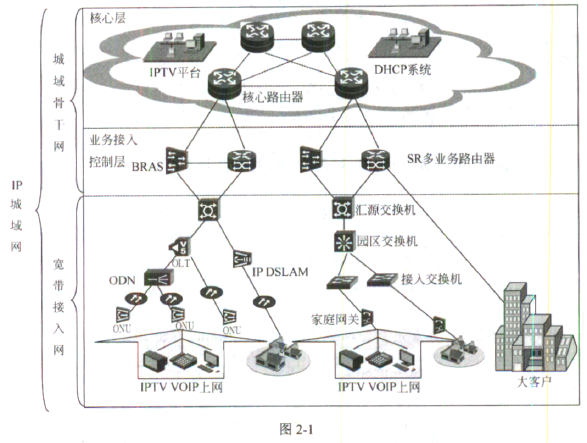 核心层
IPTV平台
DHCP系统
核心路由器
城域骨干网
业务接入
控制层
BRAS
SR多业务路由器
IP城域网
汇源交换机
园区交换机
OLT
IP DSLAM
ODN
接入交换机
宽带接入网
家庭网关
ONU
ONU
ONU
IPTV VOIP上网
IPTV VOIP上网
大客户
图 2-1